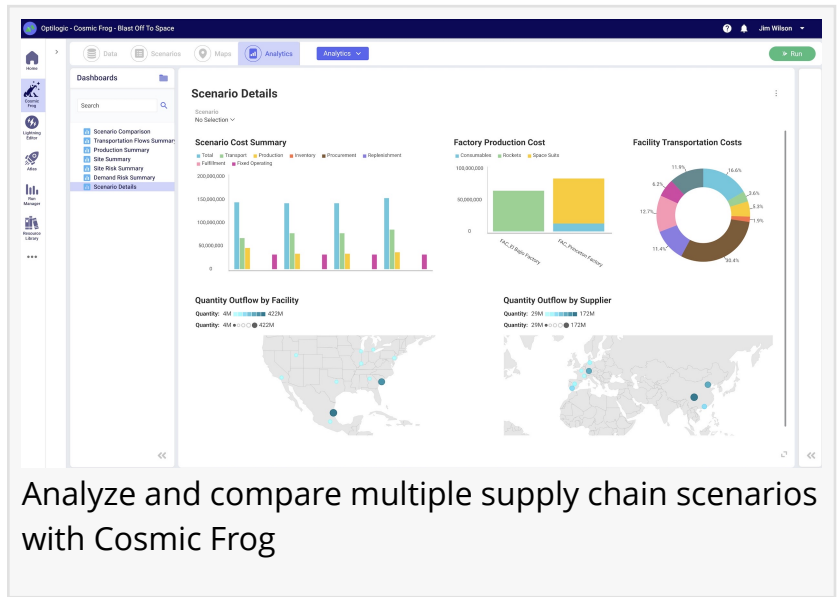 Optilogic - Cosmic Frog - Blast Off To Space
Jim Wilson
Home
Cosmic Frog
Lightning Editor
Atlas
Run Manager
Resource Library
Data
Scenarios
Maps
Analytics
Analytics
Run
Dashboards
Search
Scenario Comparison
Transportation Flows Summary
Production Summary
Site Summary
Site Risk Summary
Demand Risk Summary
Scenario Details
Scenario Details
Scenario
No Selection
Scenario Cost Summary
Total Transport Production Inventory Procurement Replenishment
Fulfillment Fixed Operating
200,000,000
150,000,000
100,000,000
50,000,000
0
Factory Production Cost
Consumables Rockets Space Suits
100,000,000
50,000,000
0
FAC_El Bajio Factory
FAC_Princeton Factory
Facility Transportation Costs
11.9%
16.6%
6.2%
3.6%
5.3%
12.7%
1.9%
11.4%
30.4%
Quantity Outflow by Facility
Quantity: 4M 422M
Quantity: 4M 422M
Quantity Outflow by Supplier
Quantity: 29M 172M
Quantity: 29M 172M
Analyze and compare multiple supply chain scenarios
with Cosmic Frog